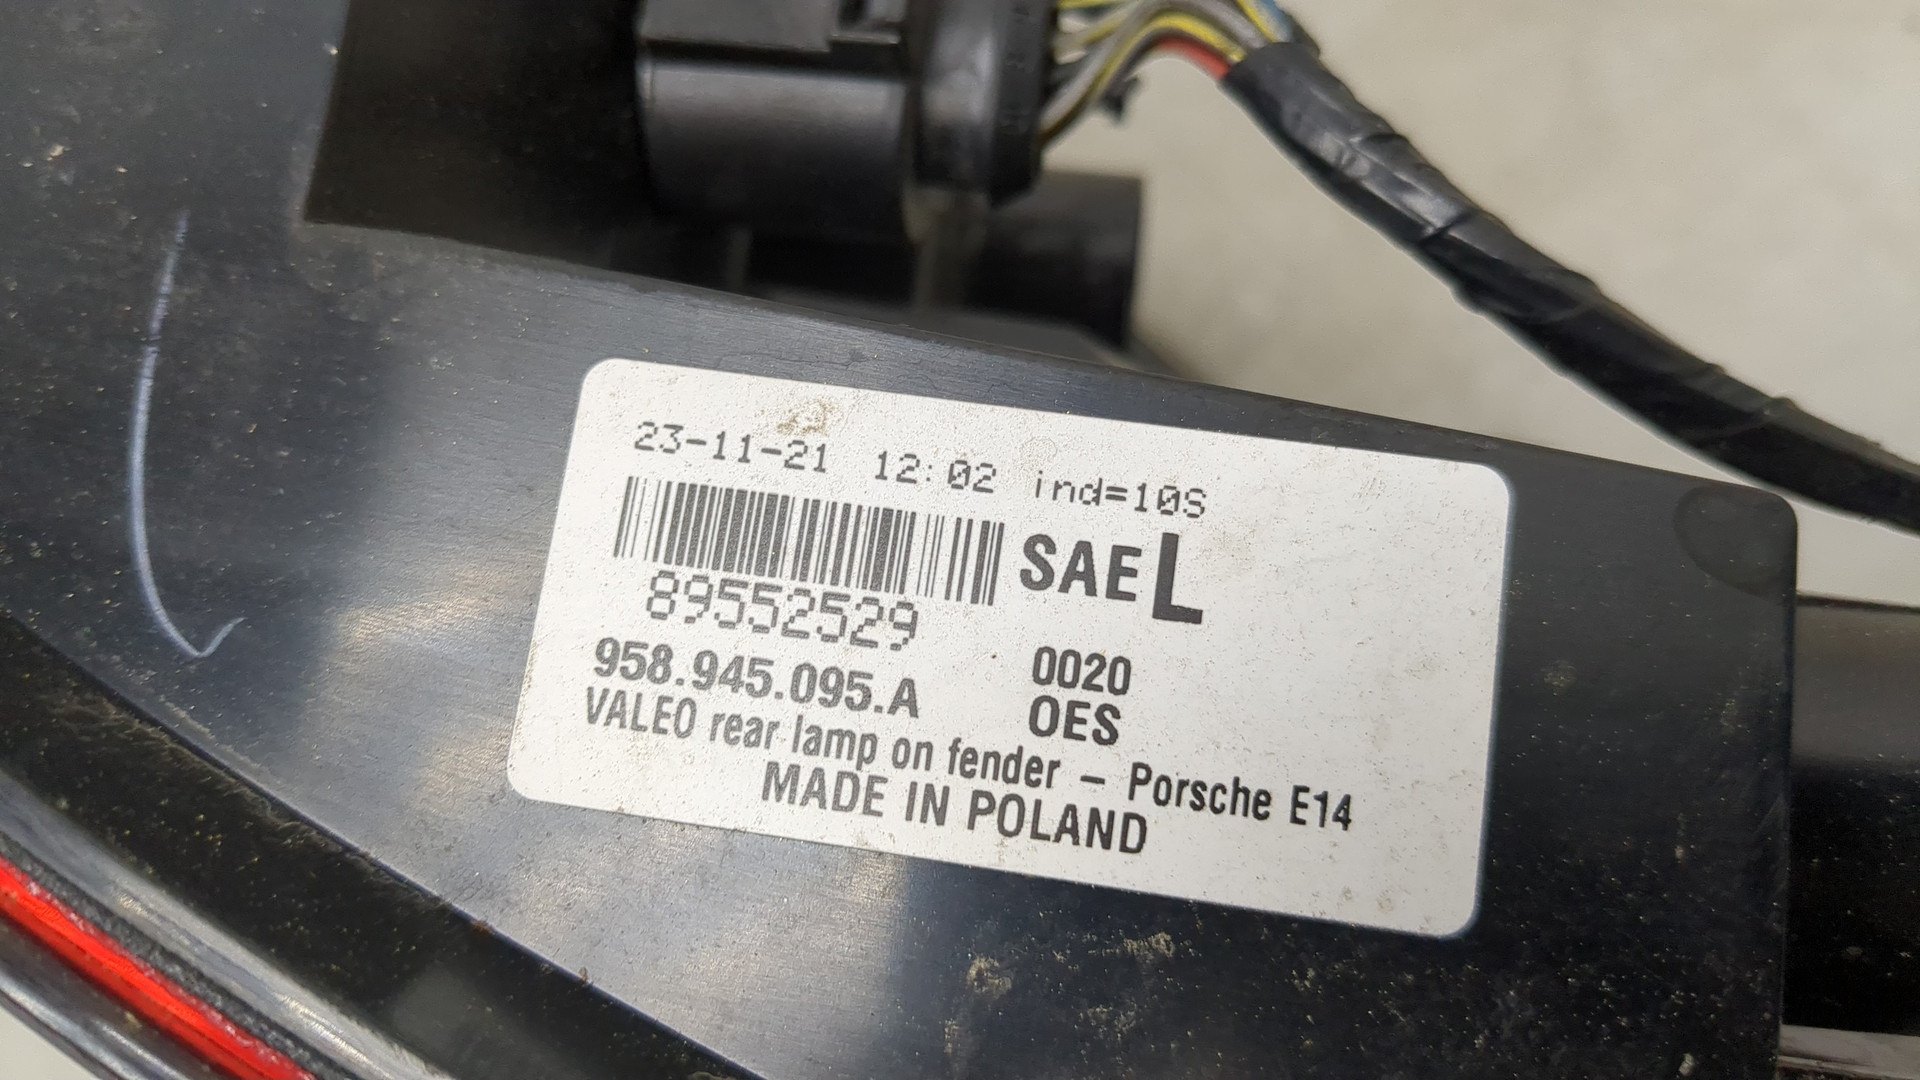 23-11-21 12:02 ind=10S
SAE L
89552529
958.945.095.A 0020
OES
VALEO rear lamp on fender – Porsche E14
MADE IN POLAND